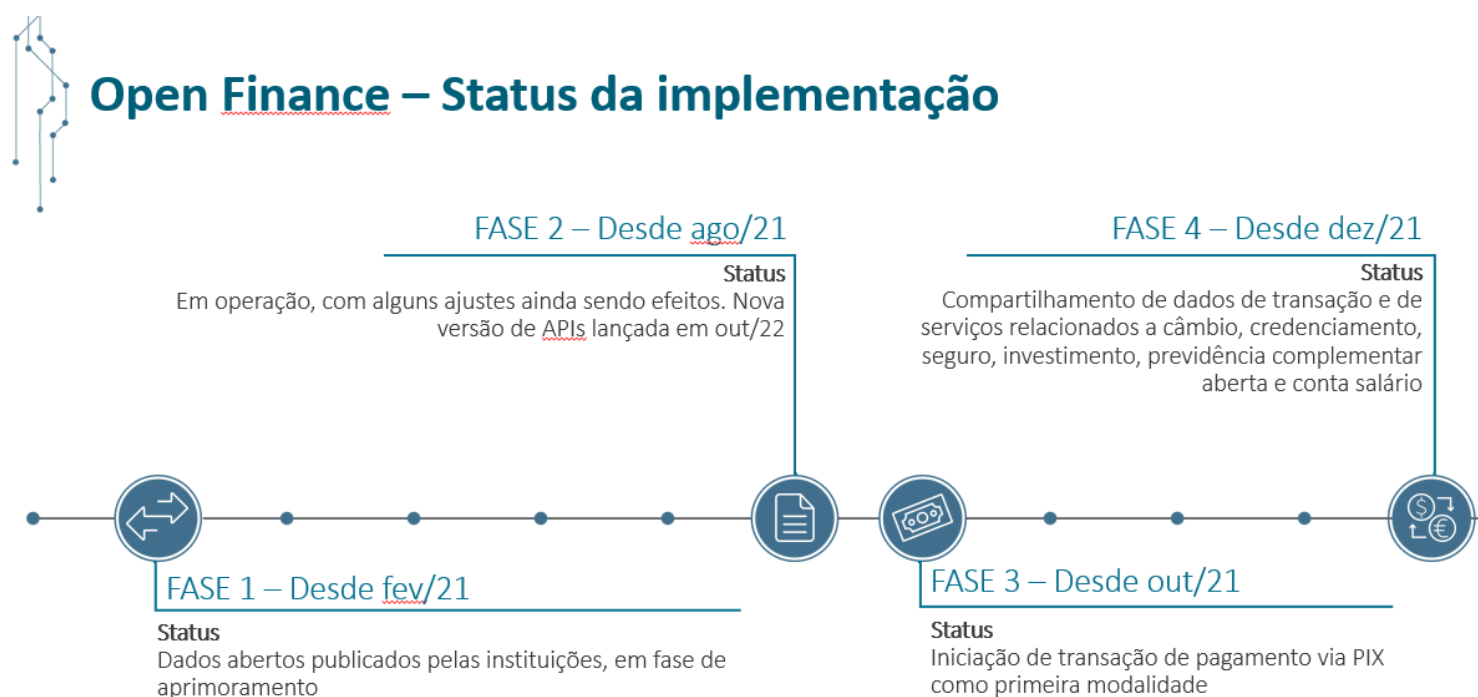 Open Finance – Status da implementação
FASE 2 – Desde ago/21
Status
Em operação, com alguns ajustes ainda sendo efeitos. Nova
versão de APIs lançada em out/22
FASE 4 – Desde dez/21
Status
Compartilhamento de dados de transação e de
serviços relacionados a câmbio, credenciamento,
seguro, investimento, previdência complementar
aberta e conta salário
$
€
FASE 1 – Desde fev/21
Status
Dados abertos publicados pelas instituições, em fase de
aprimoramento
FASE 3 – Desde out/21
Status
Iniciação de transação de pagamento via PIX
como primeira modalidade